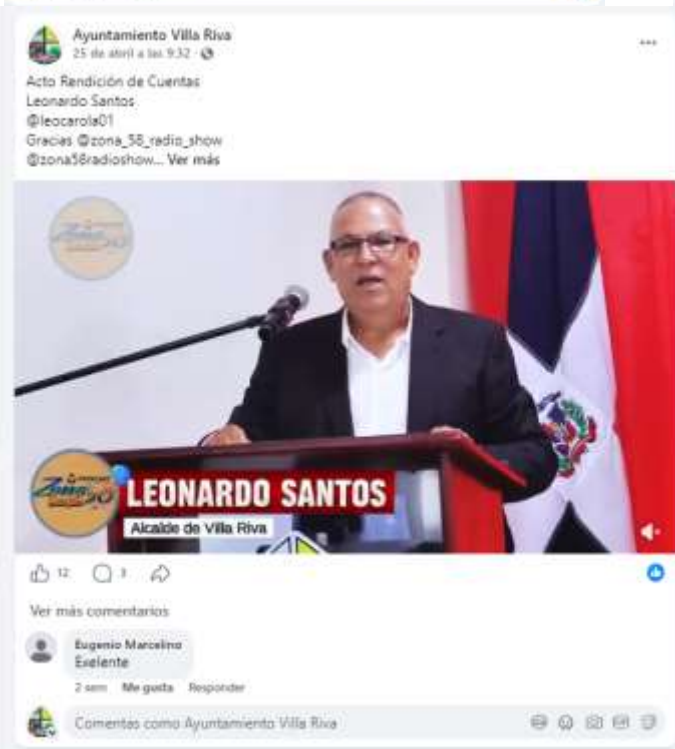 Ayuntamiento Villa Riva
25 de abril a las 9:32
Acto Rendición de Cuentas
Leonardo Santos
@leocarola01
Gracias @zona_58_radio_show
@zona58radioshow... Ver más
LEONARDO SANTOS
Alcalde de Villa Riva
12 3
Ver más comentarios
Eugenio Marcelino
Exelente
2 sem Me gusta Responder
Comentas como Ayuntamiento Villa Riva